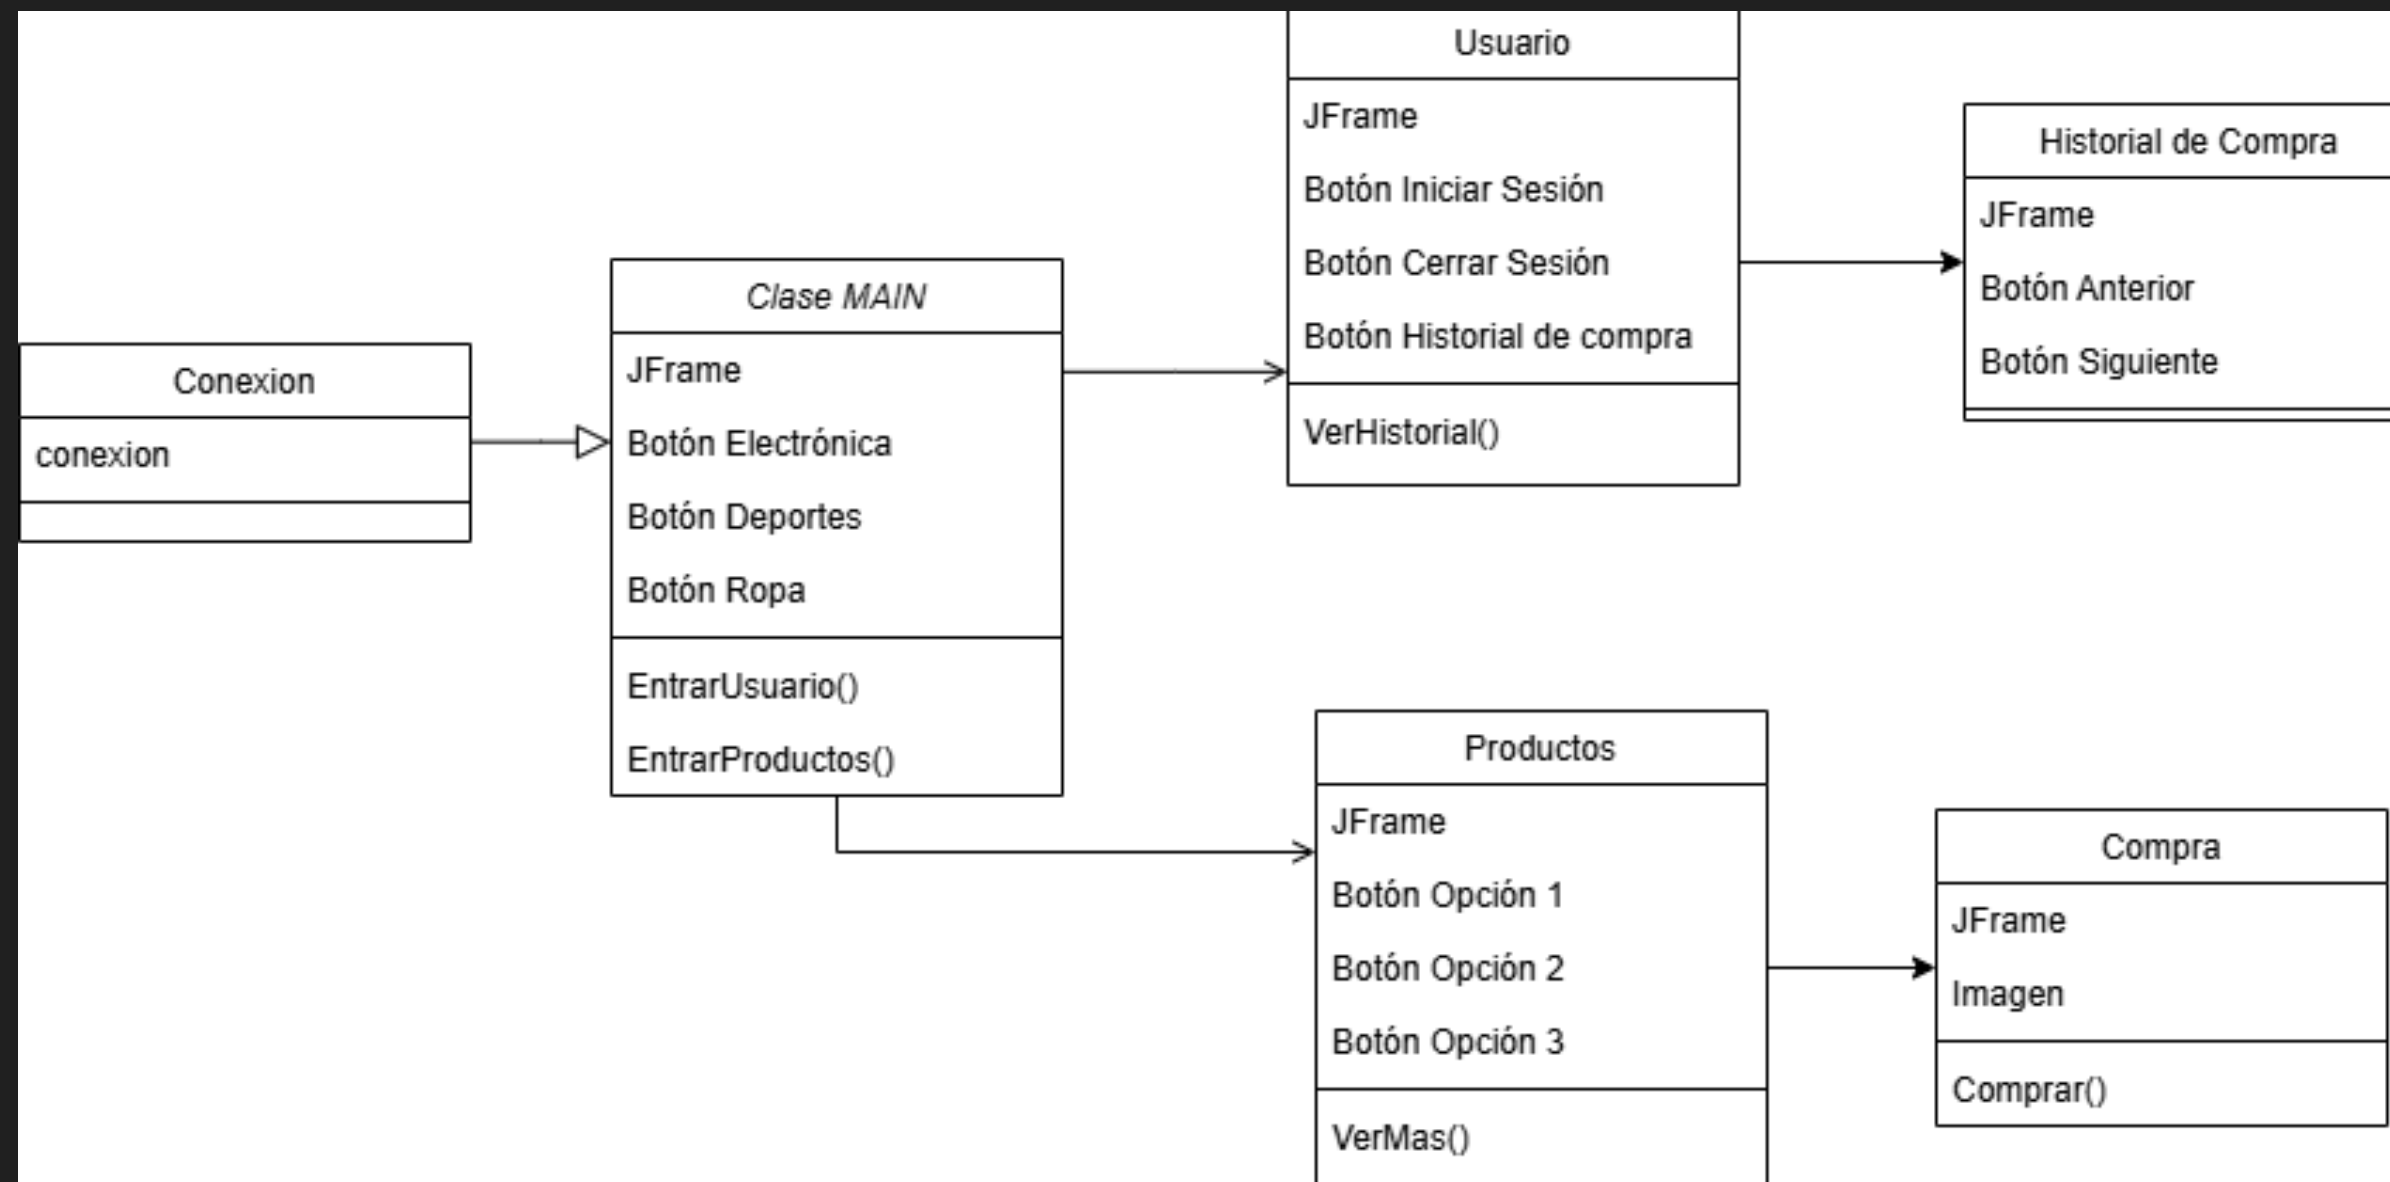 Conexion
conexion
Clase MAIN
JFrame
Botón Electrónica
Botón Deportes
Botón Ropa
EntrarUsuario()
EntrarProductos()
Usuario
JFrame
Botón Iniciar Sesión
Botón Cerrar Sesión
Botón Historial de compra
VerHistorial()
Historial de Compra
JFrame
Botón Anterior
Botón Siguiente
Productos
JFrame
Botón Opción 1
Botón Opción 2
Botón Opción 3
VerMas()
Compra
JFrame
Imagen
Comprar()